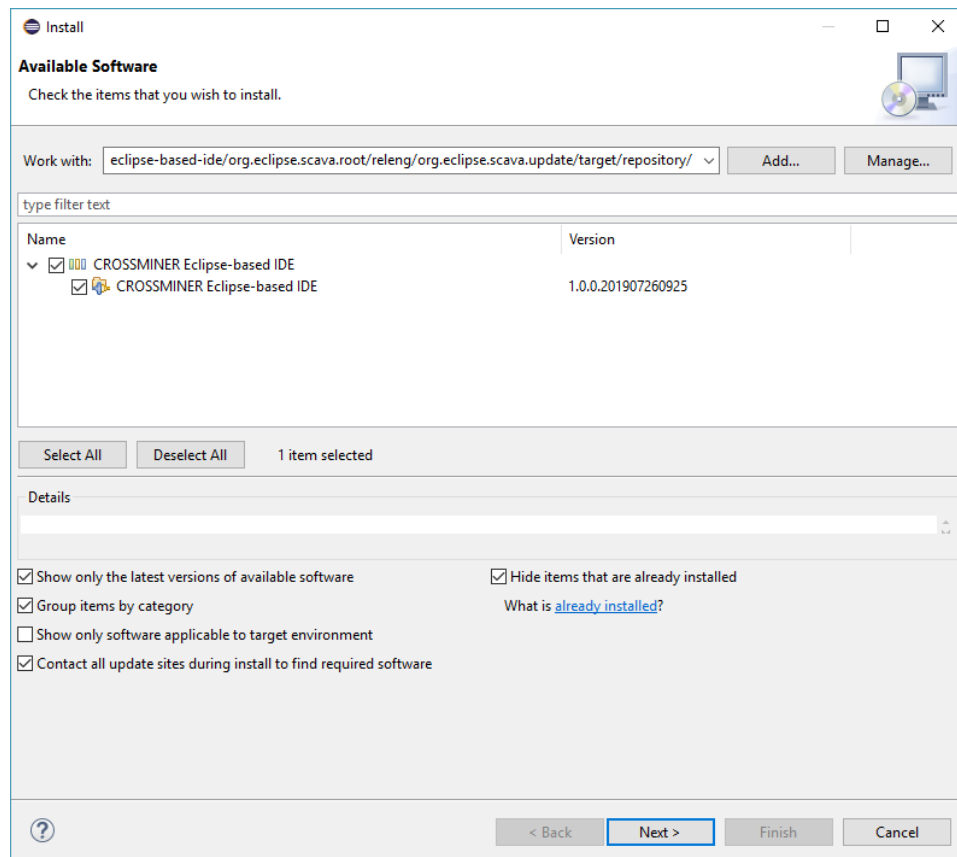 Install
Available Software
Check the items that you wish to install.
Work with: eclipse-based-ide/org.eclipse.scava.root/releng/org.eclipse.scava.update/target/repository/ Add... Manage...
type filter text
Name Version
CROSSMINER Eclipse-based IDE
CROSSMINER Eclipse-based IDE 1.0.0.201907260925
Select All Deselect All 1 item selected
Details
Show only the latest versions of available software Hide items that are already installed
Group items by category What is already installed?
Show only software applicable to target environment
Contact all update sites during install to find required software
? < Back Next > Finish Cancel